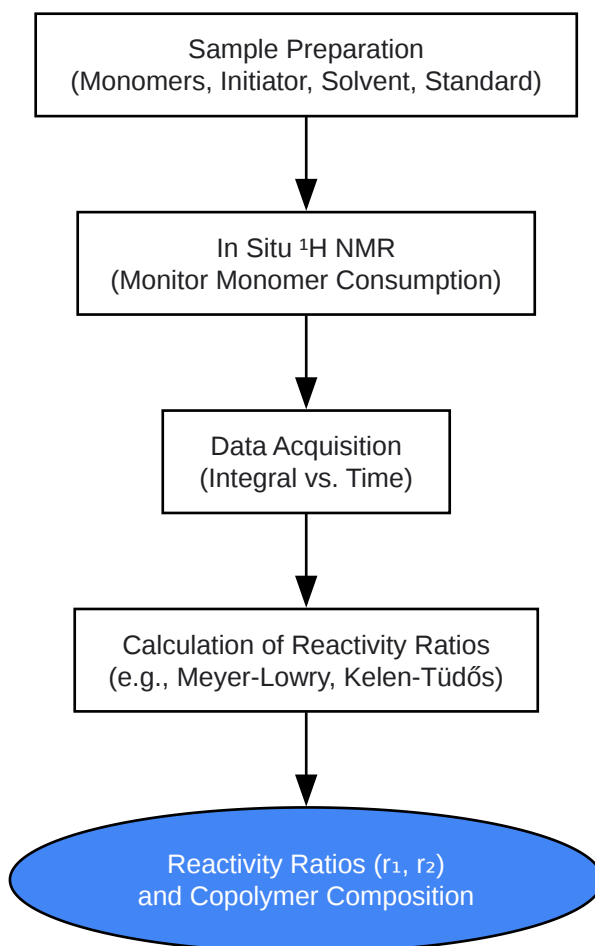 Sample Preparation
(Monomers, Initiator, Solvent, Standard)
In Situ ¹H NMR
(Monitor Monomer Consumption)
Data Acquisition
(Integral vs. Time)
Calculation of Reactivity Ratios
(e.g., Meyer-Lowry, Kelen-Tüdős)
Reactivity Ratios (r₁, r₂)
and Copolymer Composition